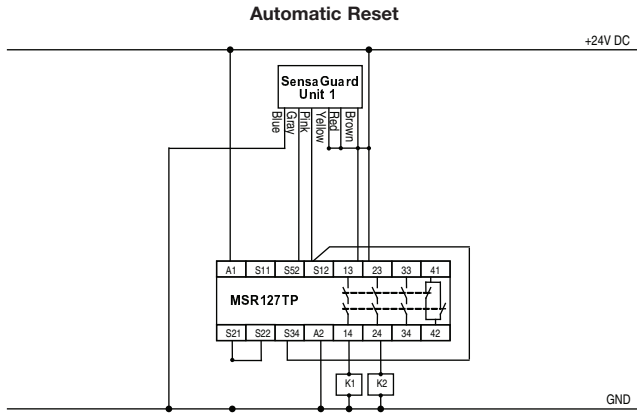 Automatic Reset
+24V DC
SensaGuard
Unit 1
Blue
Gray
Pink
Yellow
Red
Brown
A1 S11 S52 S12 13 23 33 41
MSR127TP
S21 S22 S34 A2 14 24 34 42
K1 K2
GND